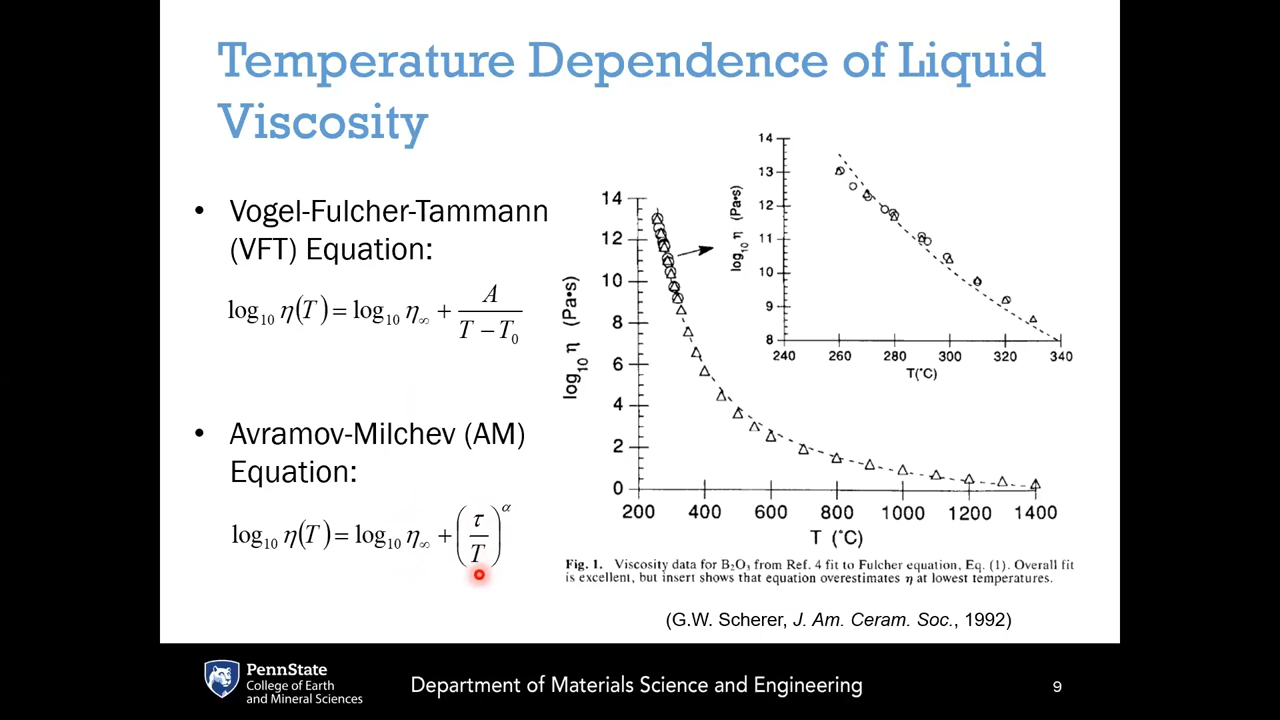 Temperature Dependence of Liquid
Viscosity
• Vogel-Fulcher-Tammann
(VFT) Equation:
log₁₀ η(T) = log₁₀ η∞ + A / (T − T₀)
• Avramov-Milchev (AM)
Equation:
log₁₀ η(T) = log₁₀ η∞ + (τ / T)^α
14
12
10
8
6
4
2
0
log₁₀ η (Pa•s)
200 400 600 800 1000 1200 1400
T (°C)
14
13
12
11
10
9
8
log₁₀ η (Pa•s)
240 260 280 300 320 340
T(°C)
Fig. 1. Viscosity data for B₂O₃ from Ref. 4 fit to Fulcher equation, Eq. (1). Overall fit
is excellent, but insert shows that equation overestimates η at lowest temperatures.
(G.W. Scherer, J. Am. Ceram. Soc., 1992)
PennState
College of Earth
and Mineral Sciences
Department of Materials Science and Engineering
9